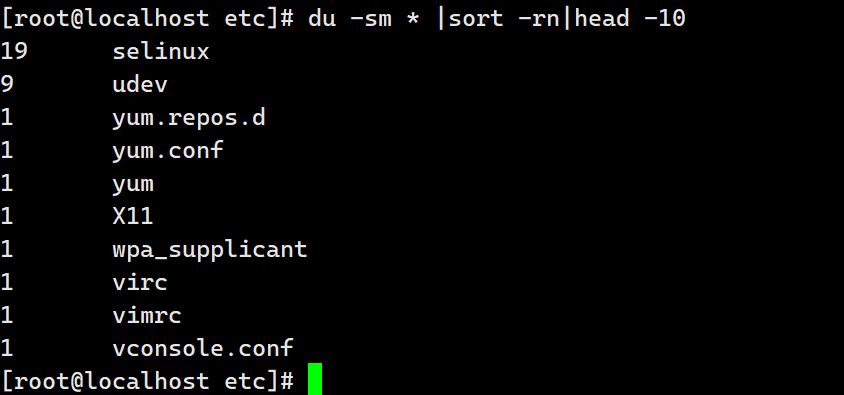 [root@localhost etc]# du -sm * |sort -rn|head -10
19      selinux
9       udev
1       yum.repos.d
1       yum.conf
1       yum
1       X11
1       wpa_supplicant
1       virc
1       vimrc
1       vconsole.conf
[root@localhost etc]#